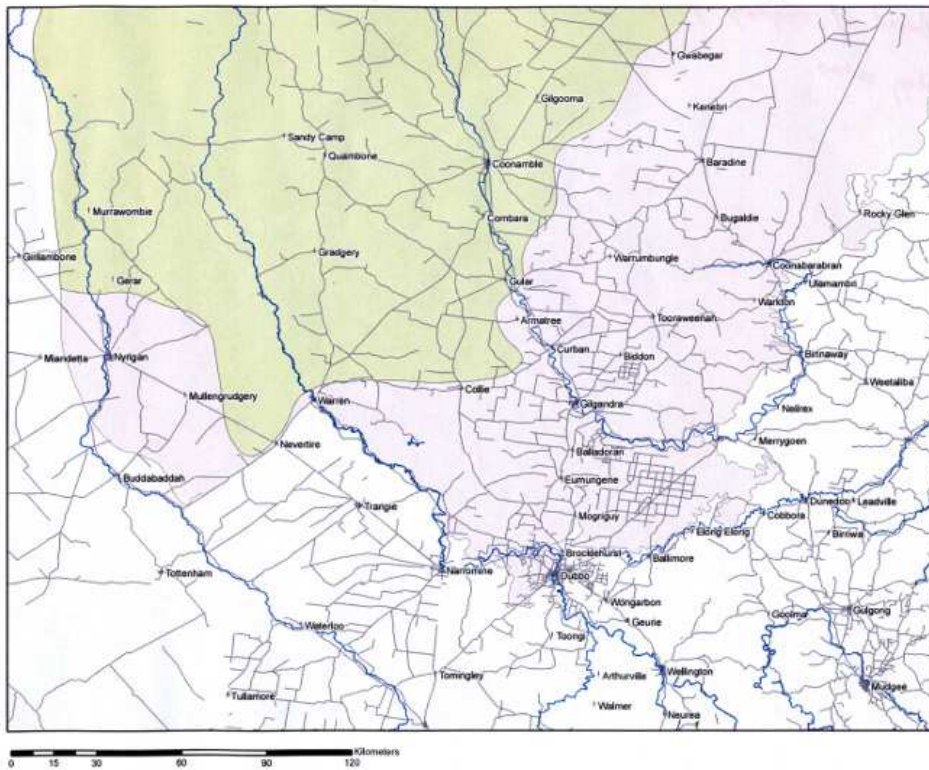 Gwabegar
Gilgooma
Kenebri
Sandy Camp
Quambone
Coonamble
Baradine
Murrawombie
Combara
Bugaldie
Rocky Glen
Girilambone
Gradgery
Warrumbungle
Coonabarabran
Gerar
Gular
Ulamambri
Warkton
Armatree
Tooraweenah
Miandetta
Nyngan
Curban
Biddon
Binnaway
Weetaliba
Mullengrudgery
Warren
Collie
Gilgandra
Neilrex
Nevertire
Merrygoen
Balladoran
Buddabaddah
Eumungerie
Trangie
Mogriguy
Cobbora
Dunedoo
Leadville
Elong Elong
Birriwa
Brocklehurst
Ballimore
Tottenham
Narromine
Dubbo
Wongarbon
Geurie
Goolma
Gulgong
Waterloo
Toongi
Tomingley
Arthurville
Wellington
Mudgee
Tullamore
Walmer
Neurea
Kilometers
0 15 30 60 90 120